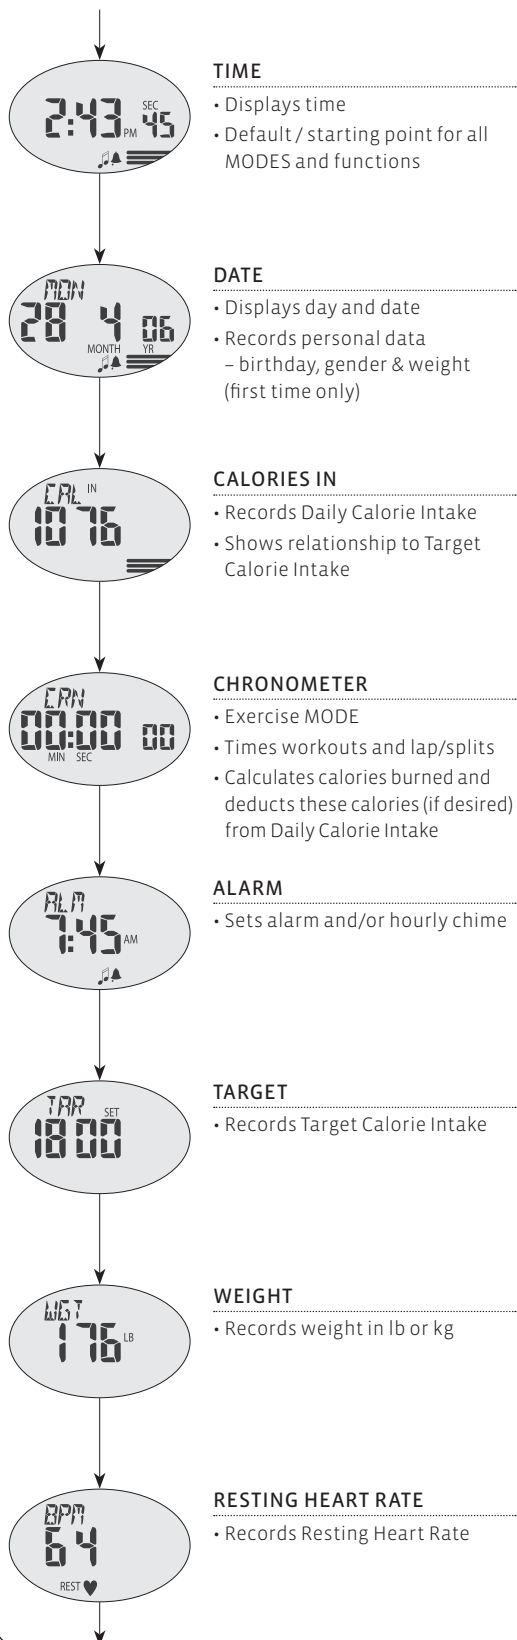 TIME
2:43 PM SEC 45
• Displays time
• Default / starting point for all
MODES and functions
DATE
MON
28 4 06
MONTH YR
• Displays day and date
• Records personal data
– birthday, gender & weight
(first time only)
CALORIES IN
CAL IN
1076
• Records Daily Calorie Intake
• Shows relationship to Target
Calorie Intake
CHRONOMETER
CRN
00:00 00
MIN SEC
• Exercise MODE
• Times workouts and lap/splits
• Calculates calories burned and
deducts these calories (if desired)
from Daily Calorie Intake
ALARM
ALM
7:45 AM
• Sets alarm and/or hourly chime
TARGET
TAR SET
1800
• Records Target Calorie Intake
WEIGHT
WGT
176 LB
• Records weight in lb or kg
RESTING HEART RATE
BPM
64
REST
• Records Resting Heart Rate